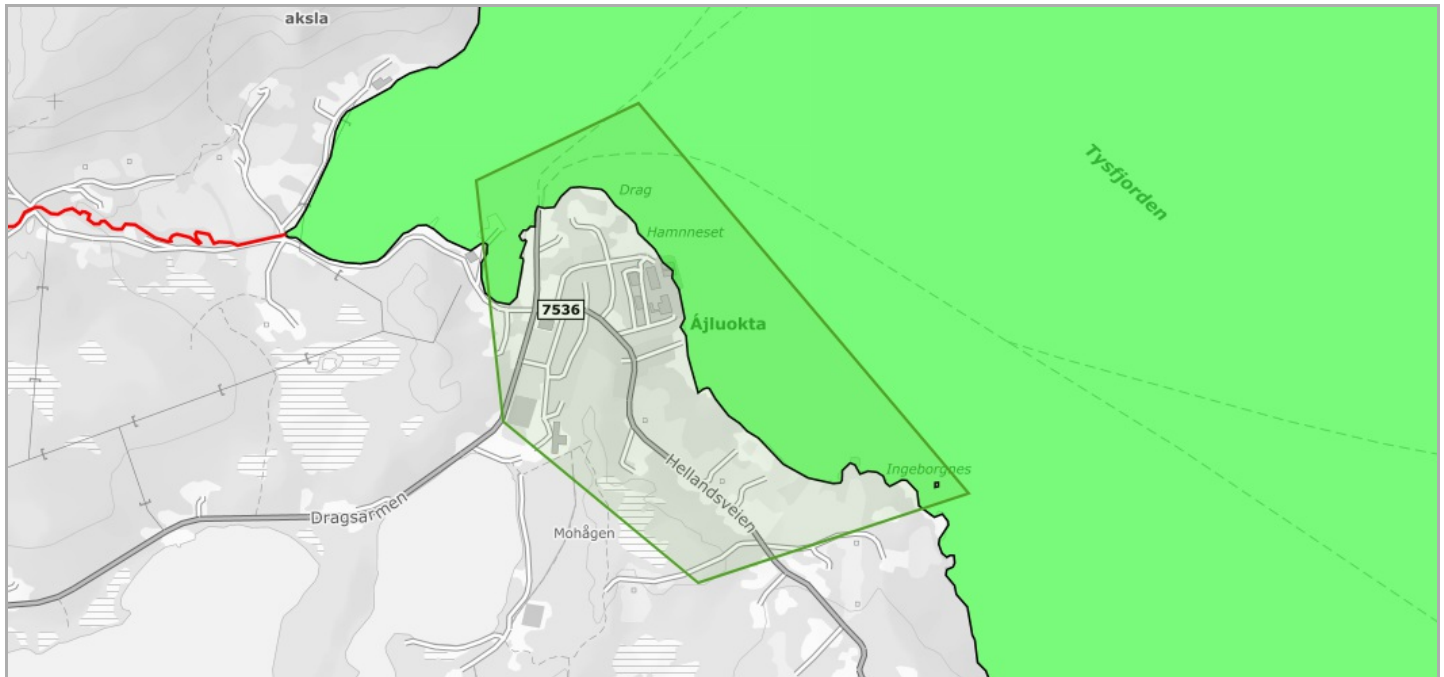 aksla
Tysfjorden
Drag
Hamnneset
7536
Ájluokta
Ingeborgnes
Hellandsveien
Dragsarmen
Mohågen